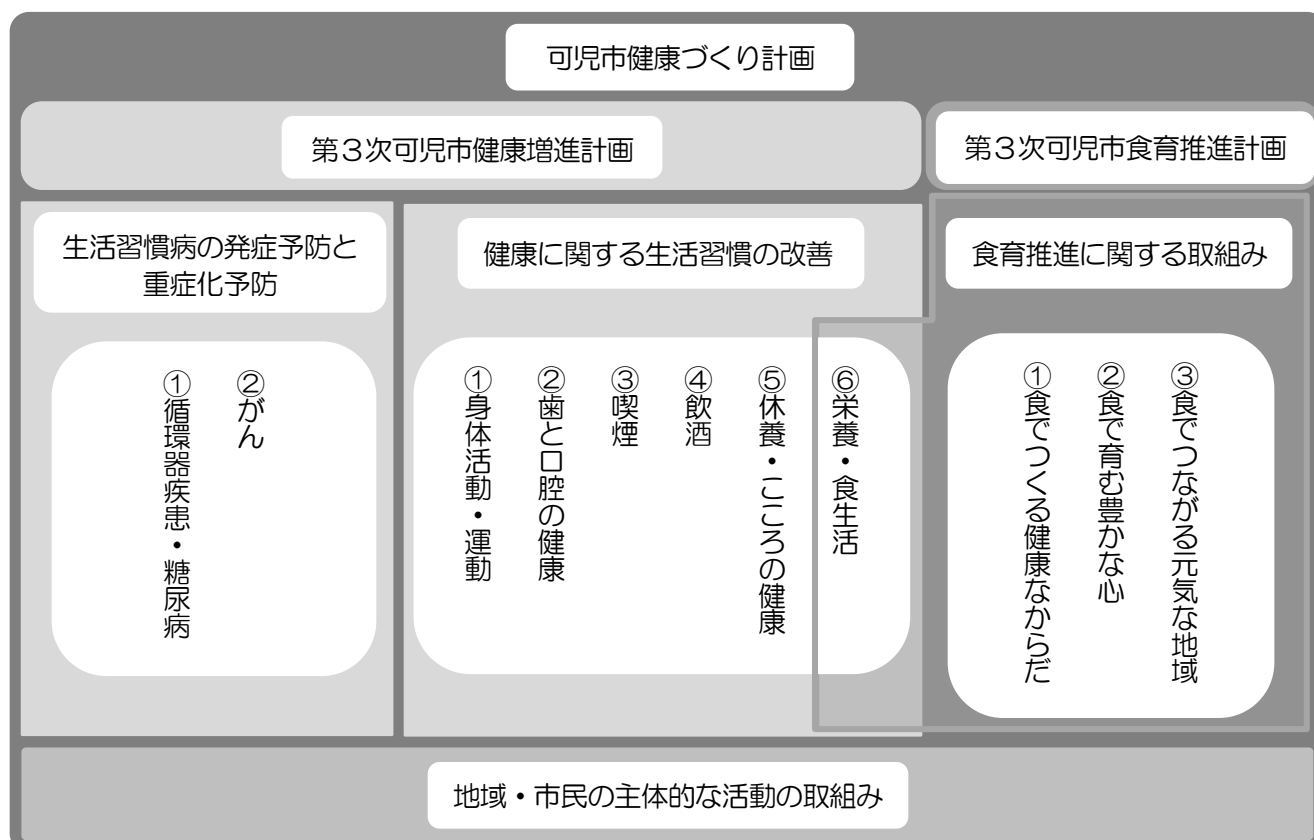 可児市健康づくり計画
第３次可児市健康増進計画
第３次可児市食育推進計画
生活習慣病の発症予防と
重症化予防
①循環器疾患・糖尿病
②がん
健康に関する生活習慣の改善
①身体活動・運動
②歯と口腔の健康
③喫煙
④飲酒
⑤休養・こころの健康
⑥栄養・食生活
食育推進に関する取組み
①食でつくる健康なからだ
②食で育む豊かな心
③食でつながる元気な地域
地域・市民の主体的な活動の取組み